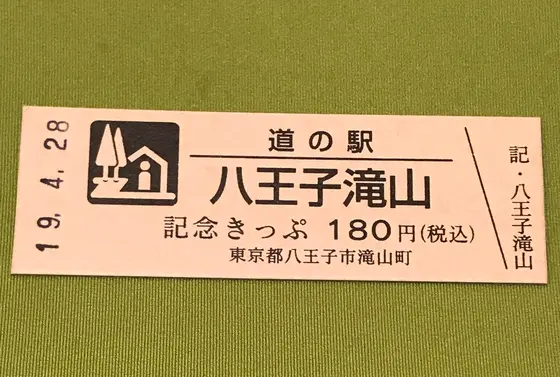 19. 4. 28
道の駅
八王子滝山
記念きっぷ 180円(税込)
東京都八王子市滝山町
記・八王子滝山